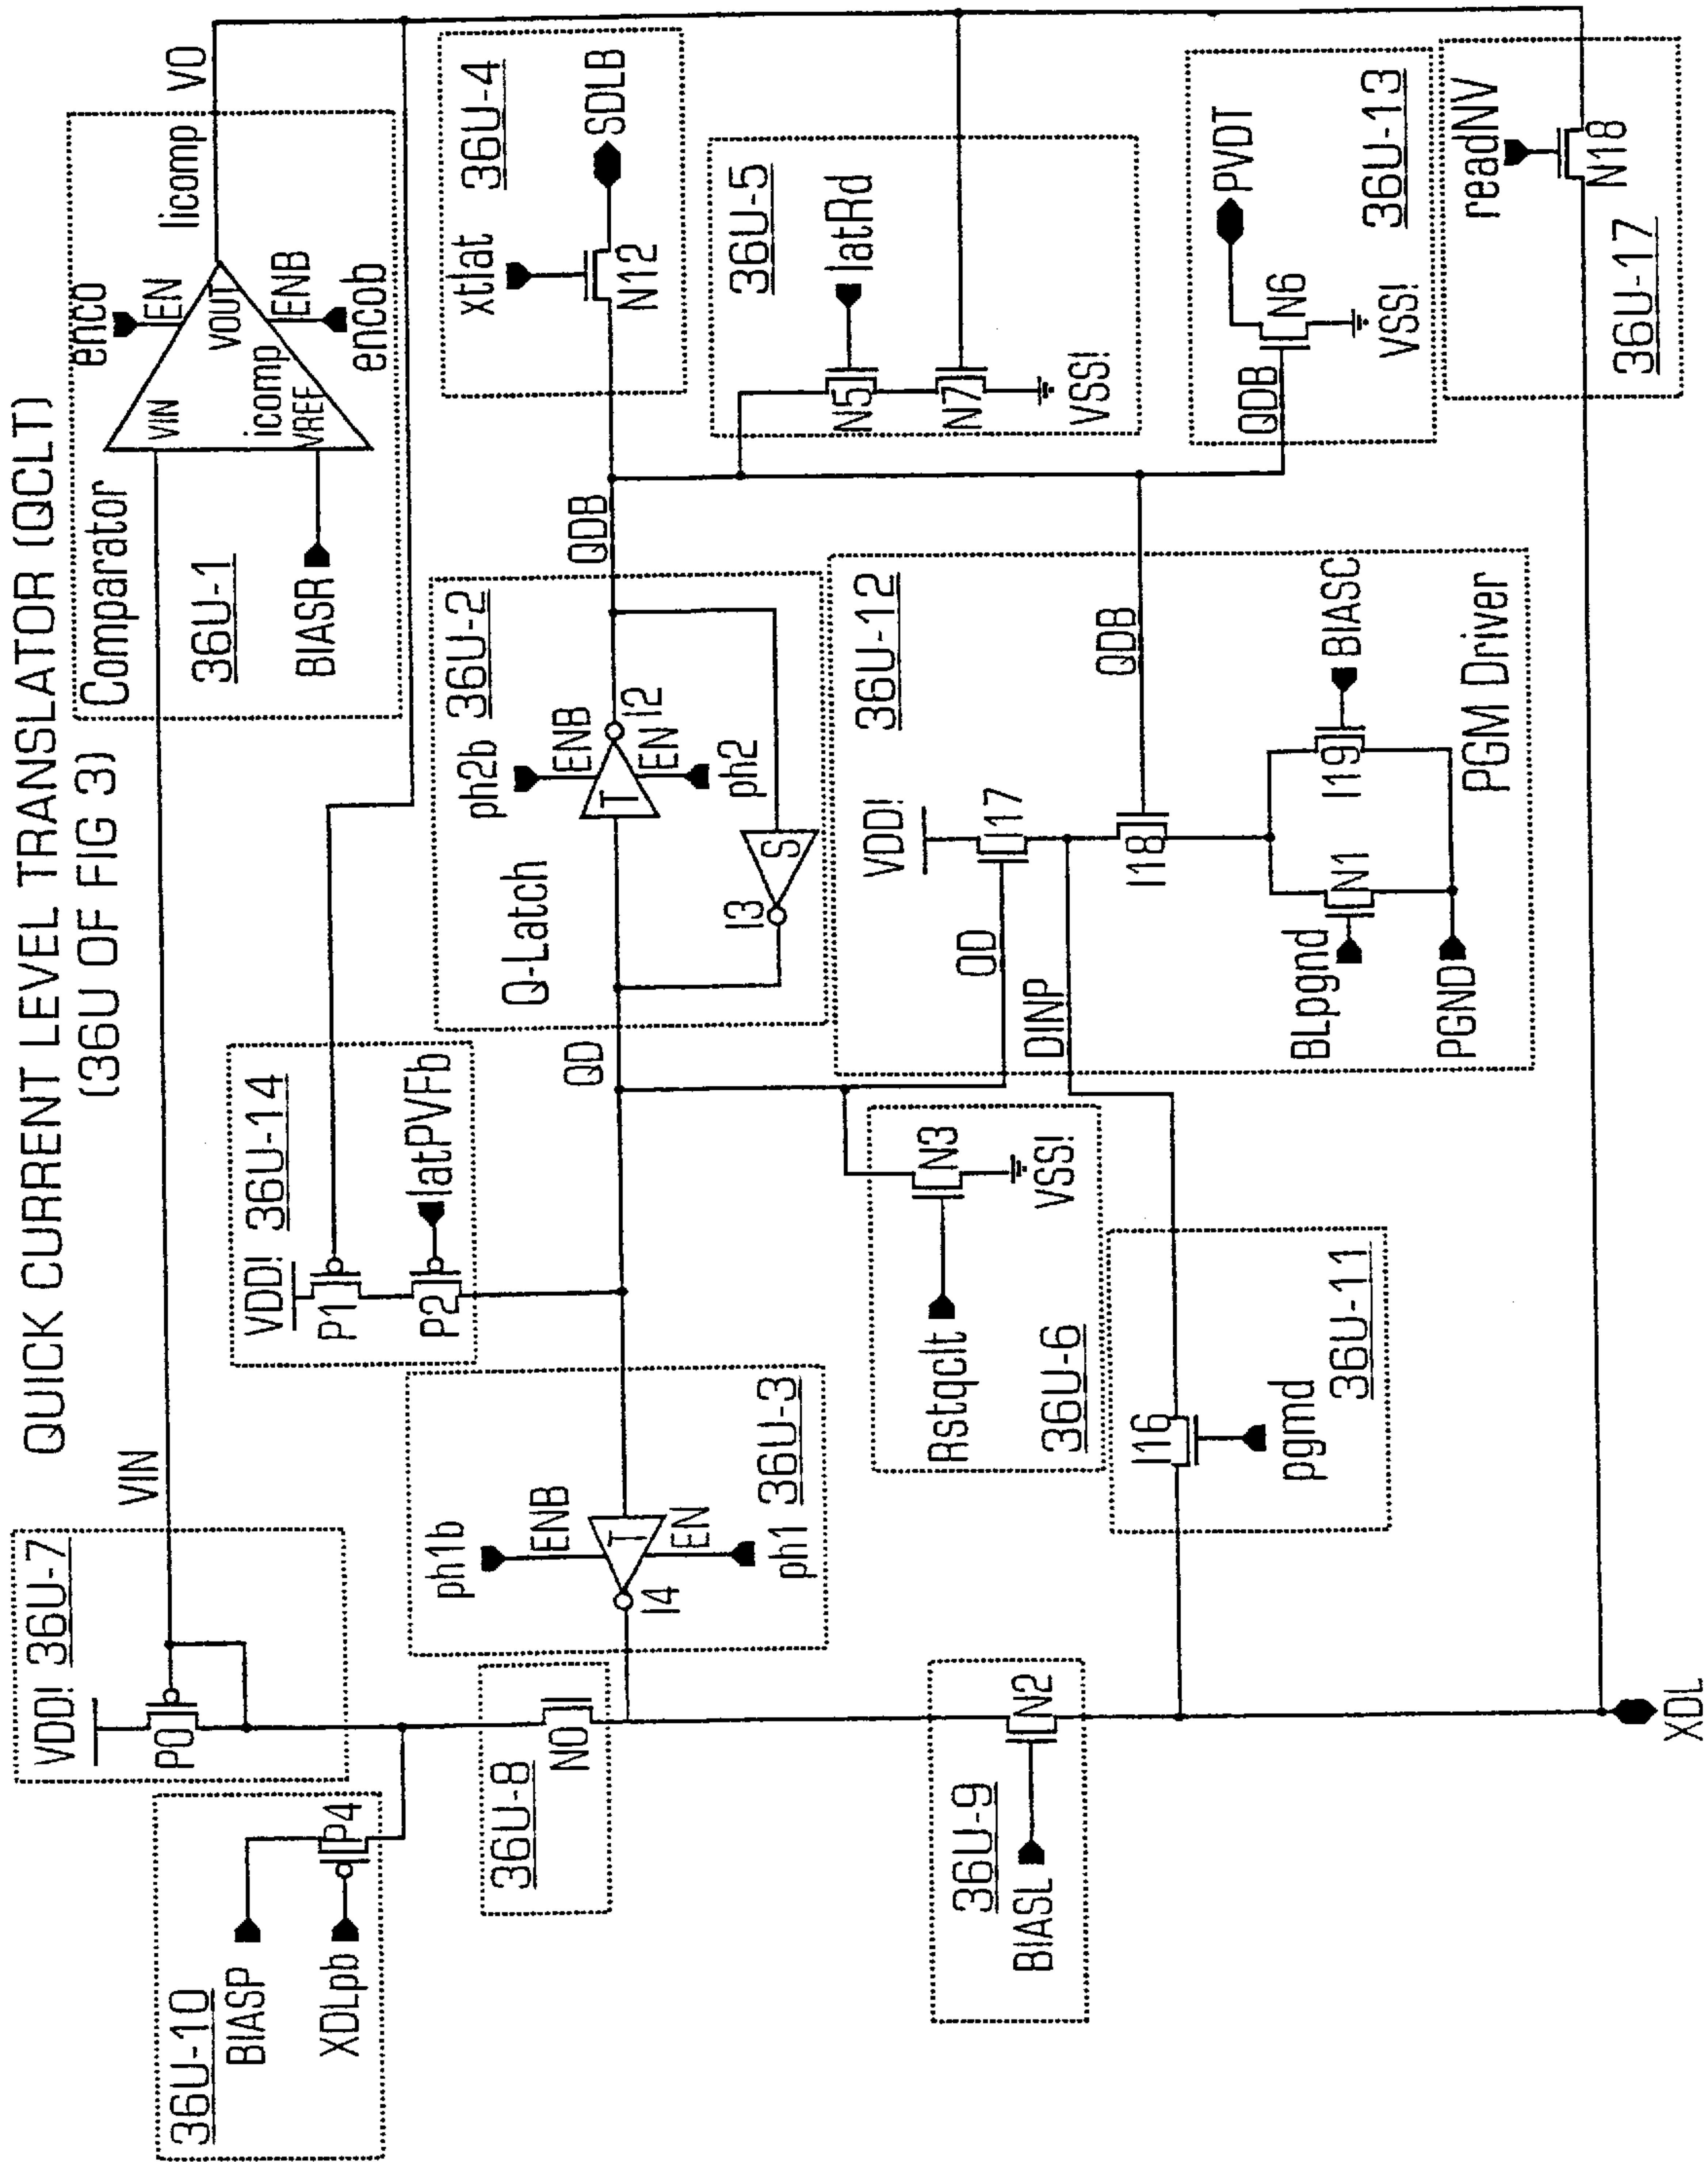 QUICK CURRENT LEVEL TRANSLATOR (QCLT)
(36U OF FIG 3)
36U-10
BIASP
XDLpb
P4
VDD! 36U-7
P0
VIN
Comparator
36U-1
BIASR
VIN
icomp
VREF
VOUT
enco
EN
ENB
encob
Iicomp
VO
36U-8
N0
ph1b
ENB
I4
T
EN
ph1 36U-3
VDD! 36U-14
P1
P2
latPVFb
QD
Q-Latch
ph2b 36U-2
ENB
T
I2
EN
ph2
I3
S
QDB
xtlat
36U-4
N12
SDLB
36U-5
N5
latRd
N7
VSS!
36U-9
BIASL
N2
Rstqclt
N3
VSS!
36U-6
I16
pgmd
36U-11
QD
DINP
VDD!
I17
36U-12
I18
QDB
BLpgnd
N1
I19
BIASC
PGND
PGM Driver
QDB
N6
PVDT
VSS!
36U-13
readNV
N18
36U-17
XDL